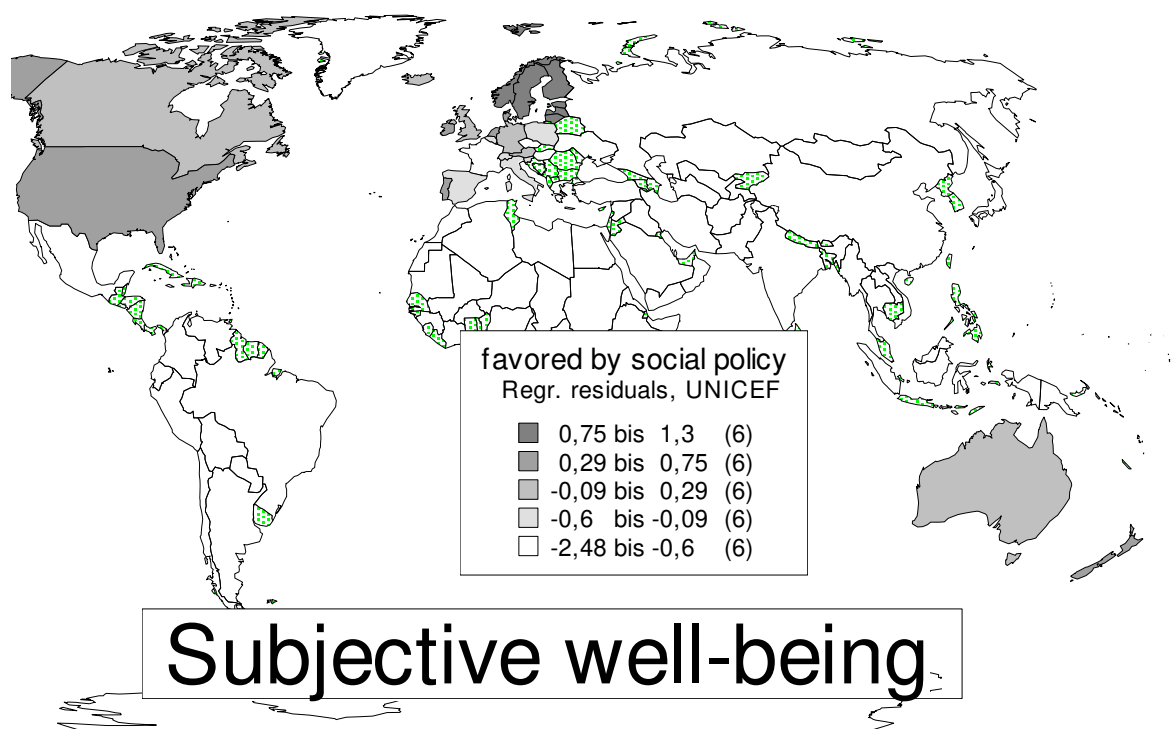 favored by social policy
Regr. residuals, UNICEF
0,75 bis 1,3 (6)
0,29 bis 0,75 (6)
-0,09 bis 0,29 (6)
-0,6 bis -0,09 (6)
-2,48 bis -0,6 (6)
Subjective well-being